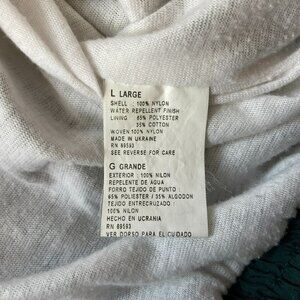 L LARGE
SHELL : 100% NYLON
WATER REPELLENT FINISH
LINING : 65% POLYESTER
35% COTTON
WOVEN 100% NYLON
MADE IN UKRAINE
RN 89593
SEE REVERSE FOR CARE
G GRANDE
EXTERIOR : 100% NILON
REPELENTE DE AQUA
FORRO TEJIDO DE PUNTO :
65% POLIESTER / 35% ALGODON
TEJIDO ENTRECRUZADO
100% NILON
HECHO EN UCRANIA
RN 89593
VER DORSO PARA EL CUIDADO